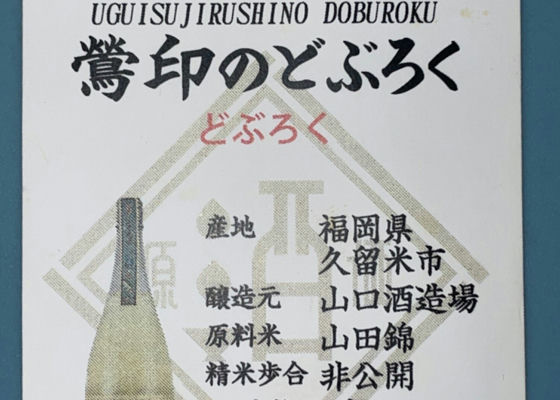 UGUISUJIRUSHINO DOBUROKU
鶯印のどぶろく
どぶろく
産地 福岡県
久留米市
醸造元 山口酒造場
原料米 山田錦
精米歩合 非公開